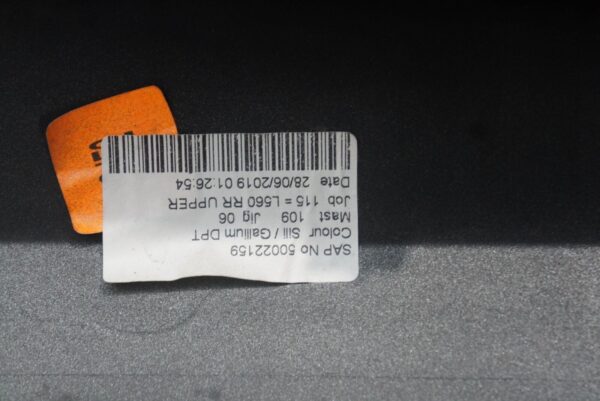 SAP No 50022159
Colour Sili / Gallium DPT
Mast 109 Jig 06
Job 115 = L560 RR UPPER
Date 28/06/2019 01:26:54